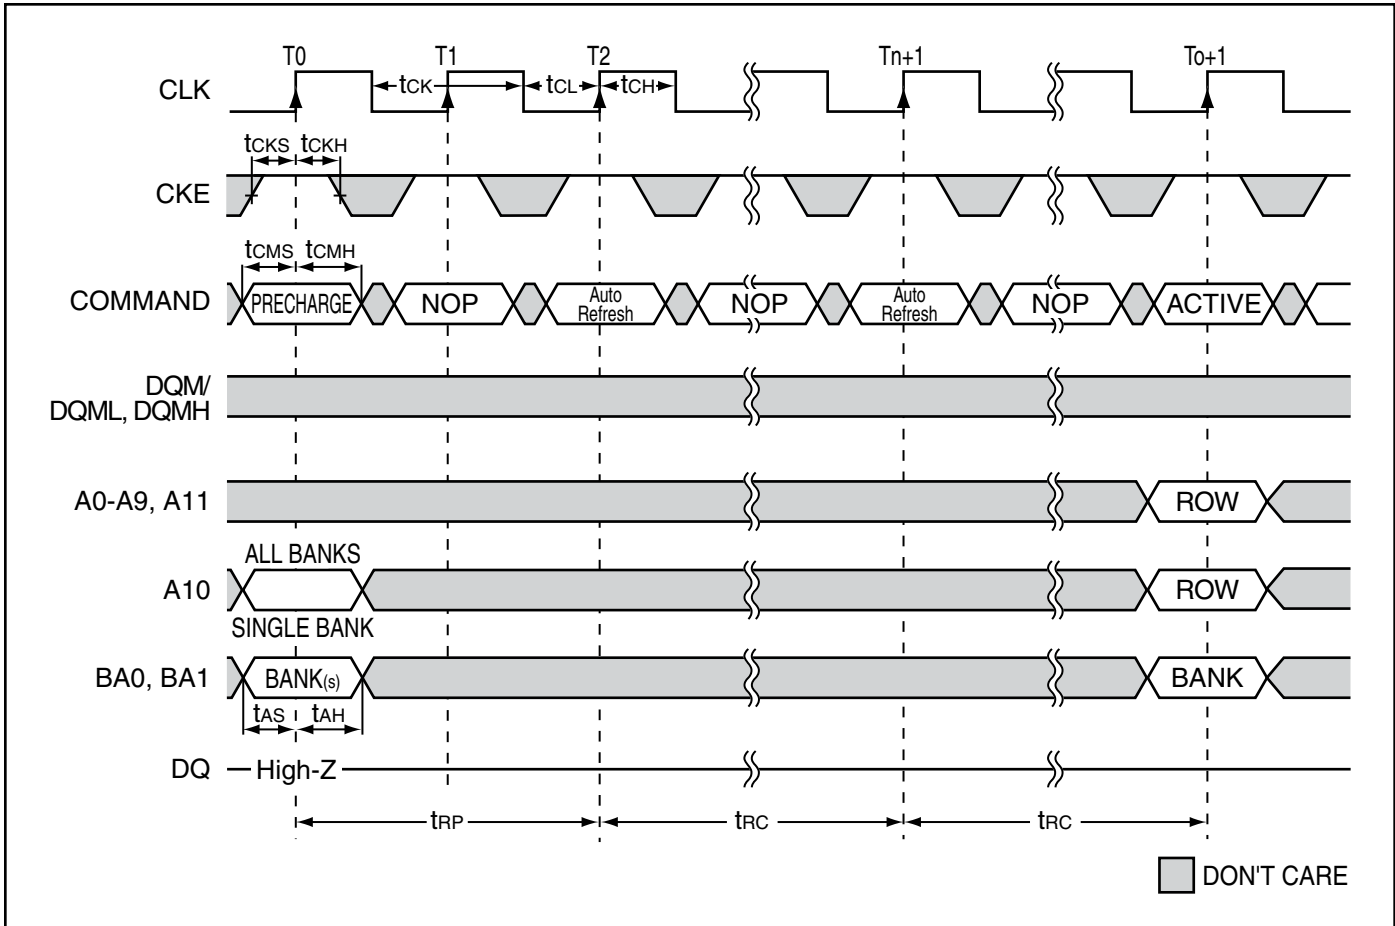 T0 T1 T2 Tn+1 To+1
CLK tCK tCL tCH
tCKS tCKH
CKE
tCMS tCMH
COMMAND PRECHARGE NOP Auto Refresh NOP Auto Refresh NOP ACTIVE
DQM/
DQML, DQMH
A0-A9, A11 ROW
ALL BANKS
A10 ROW
SINGLE BANK
BA0, BA1 BANK(s) BANK
tAS tAH
DQ High-Z
tRP tRC tRC
DON'T CARE